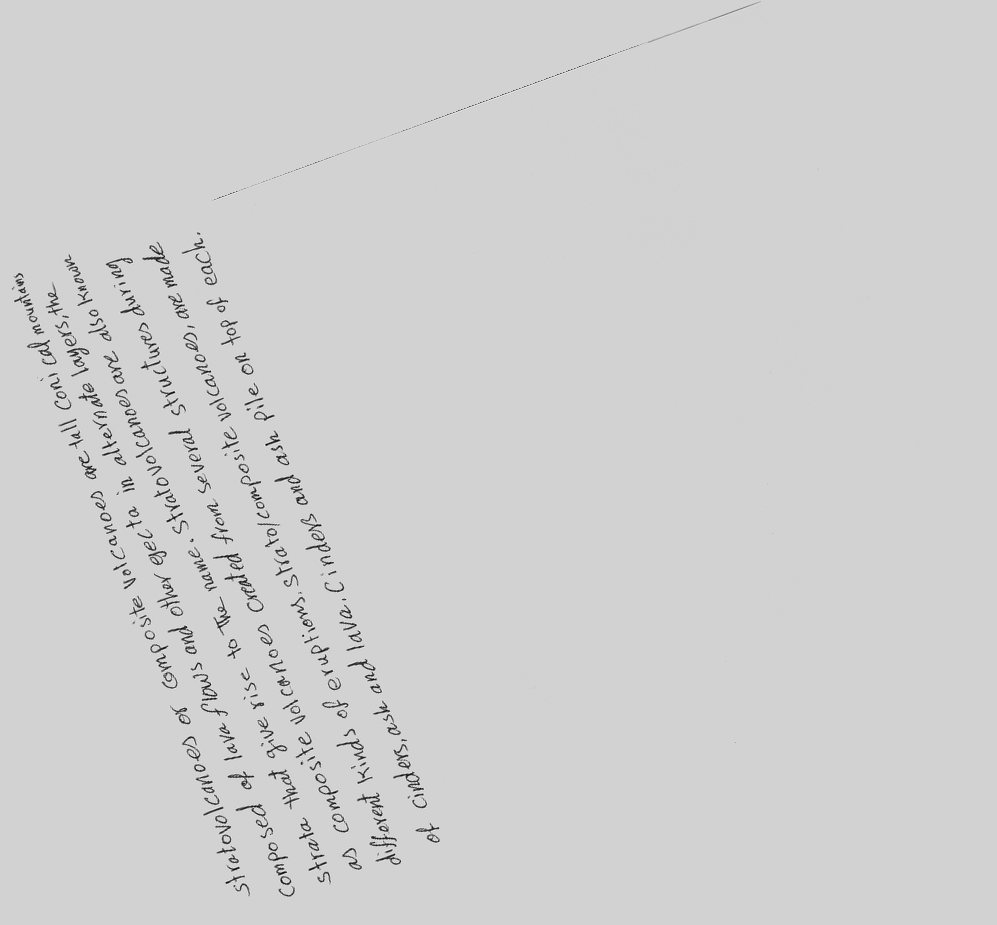 stratovolcanoes or composite volcanoes are tall conical mountains
composed of lava flows and other ejecta in alternate layers, the
strata that give rise to the name. Stratovolcanoes are also known
as composite volcanoes created from several structures during
different kinds of eruptions. strato/composite volcanoes, are made
of cinders, ash and lava. Cinders and ash pile on top of each.